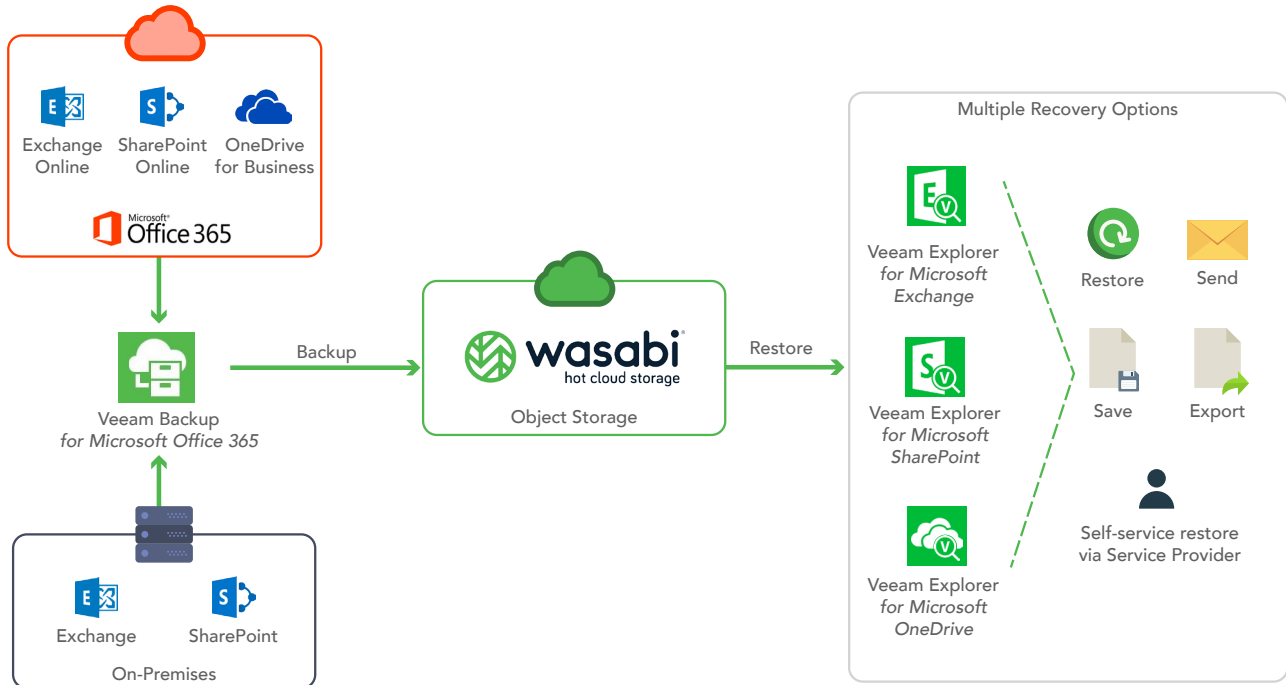 Exchange
Online
SharePoint
Online
OneDrive
for Business
Microsoft®
Office 365
Veeam Backup
for Microsoft Office 365
Exchange
SharePoint
On-Premises
Backup
wasabi
hot cloud storage
Object Storage
Restore
Multiple Recovery Options
Veeam Explorer
for Microsoft
Exchange
Veeam Explorer
for Microsoft
SharePoint
Veeam Explorer
for Microsoft
OneDrive
Restore
Send
Save
Export
Self-service restore
via Service Provider